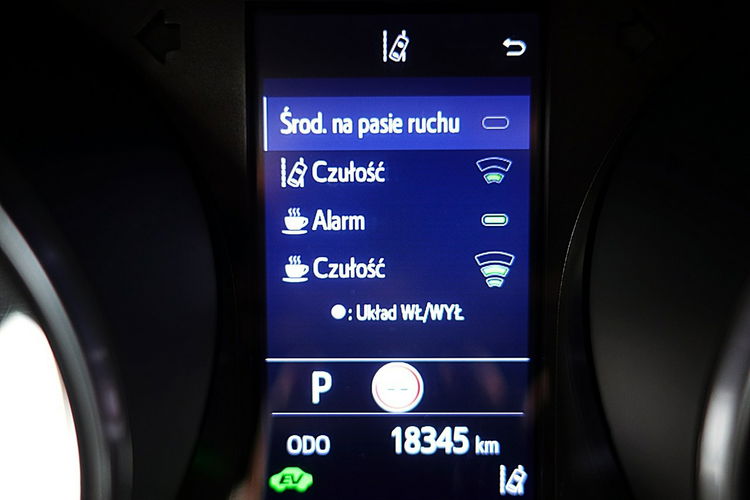 Środ. na pasie ruchu
Czułość
Alarm
Czułość
: Układ WŁ/WYŁ
P --
ODO 18345 km
EV